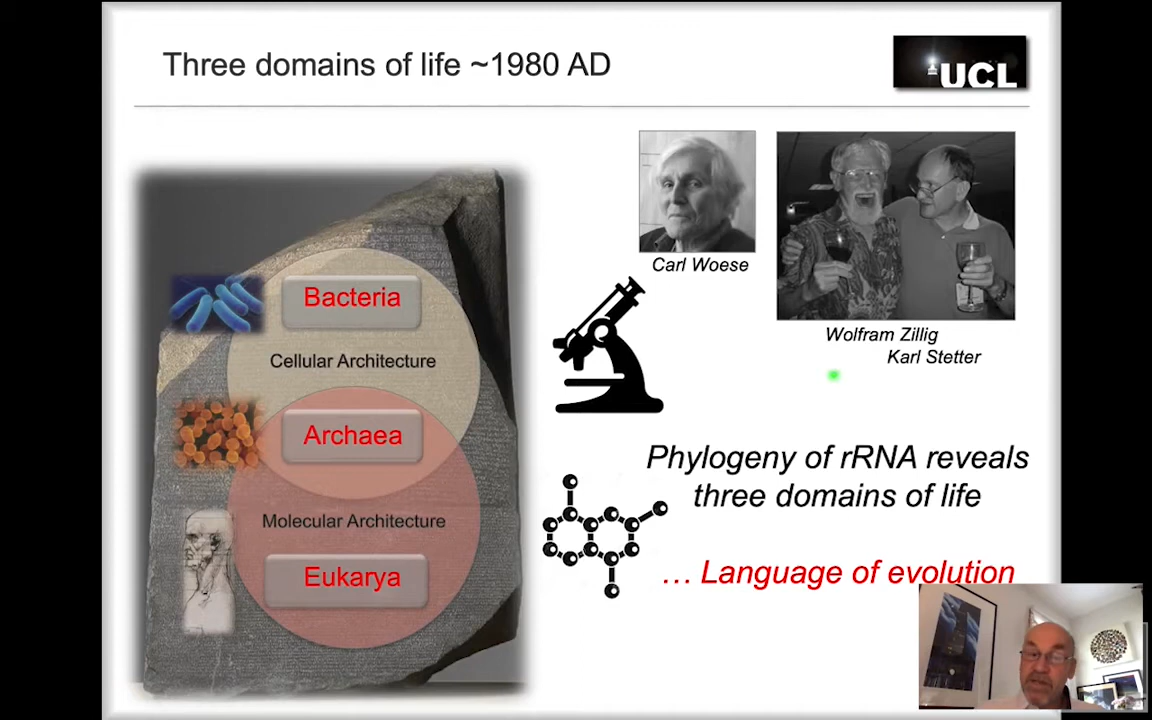 Three domains of life ~1980 AD
UCL
Bacteria
Cellular Architecture
Archaea
Molecular Architecture
Eukarya
Carl Woese
Wolfram Zillig
Karl Stetter
Phylogeny of rRNA reveals
three domains of life
... Language of evolution